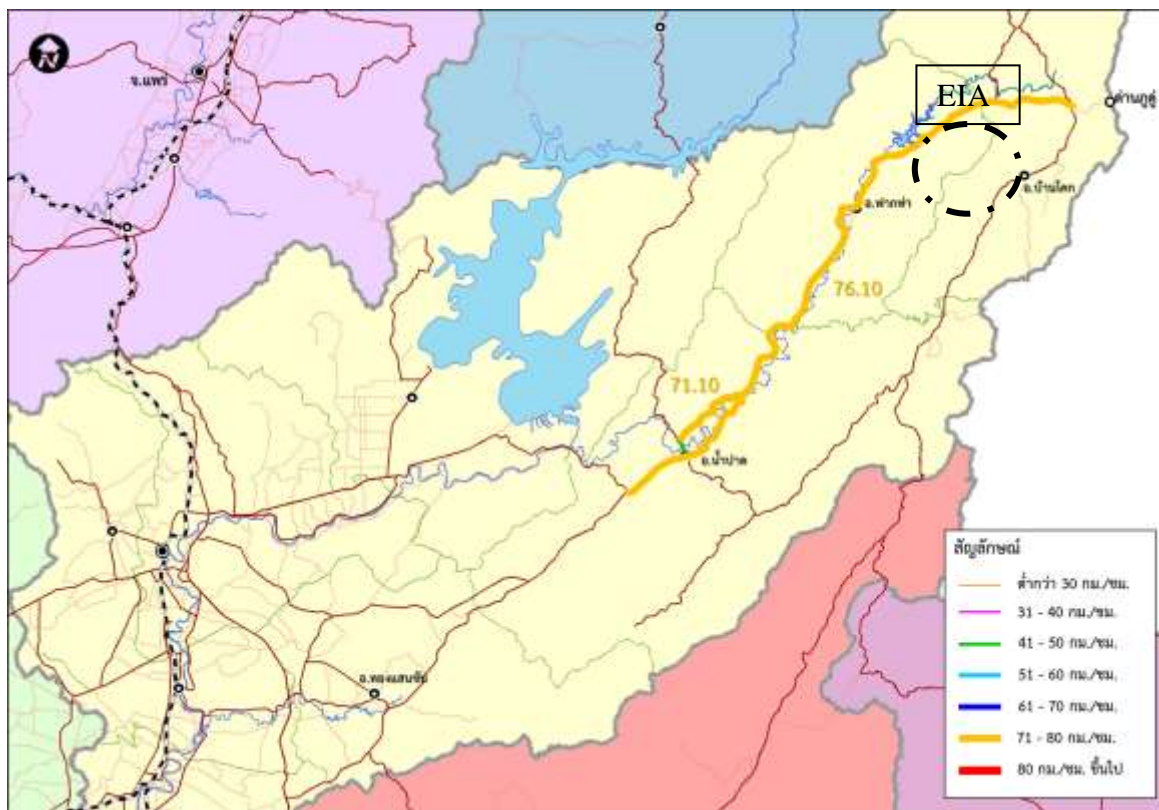 N
จ.แพร่
EIA
ด่านภูดู่
อ.บ้านโคก
อ.ฟากท่า
76.10
71.10
อ.น้ำปาด
อ.ทองแสนขัน
สัญลักษณ์
ต่ำกว่า 30 กม./ชม.
31 - 40 กม./ชม.
41 - 50 กม./ชม.
51 - 60 กม./ชม.
61 - 70 กม./ชม.
71 - 80 กม./ชม.
80 กม./ชม. ขึ้นไป